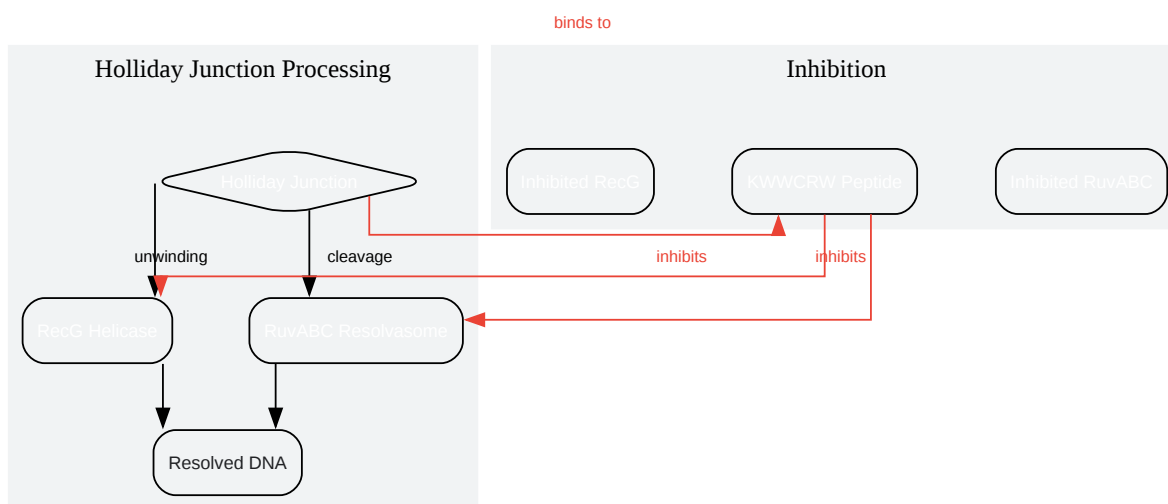 binds to
Holliday Junction Processing
Inhibition
Holliday Junction
Inhibited RecG
KWWCRW Peptide
Inhibited RuvABC
unwinding
cleavage
inhibits
inhibits
RecG Helicase
RuvABC Resolvasome
Resolved DNA